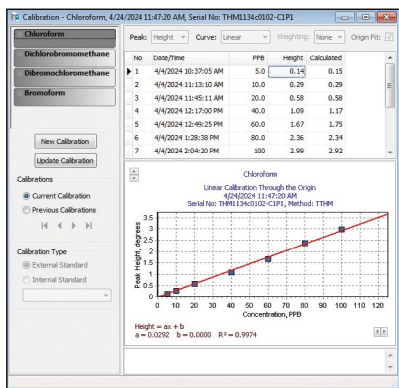 Calibration - Chloroform, 4/24/2024 11:47:20 AM, Serial No: THM1134c0102-C1P1
Chloroform
Dichlorobromomethane
Dibromochloromethane
Bromoform
New Calibration
Update Calibration
Calibrations
Current Calibration
Previous Calibrations
Calibration Type
External Standard
Internal Standard
Peak: Height Curve: Linear Weighting: None Origin Fit:
No Date/Time PPB Height Calculated
1 4/4/2024 10:37:05 AM 5.0 0.14 0.15
2 4/4/2024 11:13:10 AM 10.0 0.29 0.29
3 4/4/2024 11:45:11 AM 20.0 0.58 0.58
4 4/4/2024 12:17:00 PM 40.0 1.09 1.17
5 4/4/2024 12:49:25 PM 60.0 1.67 1.75
6 4/4/2024 1:28:38 PM 80.0 2.36 2.34
7 4/4/2024 2:04:20 PM 100 2.99 2.92
Chloroform
Linear Calibration Through the Origin
4/24/2024 11:47:20 AM
Serial No: THM1134c0102-C1P1, Method: TTHM
Peak Height, degrees
3.5
3
2.5
2
1.5
1
0.5
0
0 10 20 30 40 50 60 70 80 90 100 110 120
Concentration, PPB
Height = ax + b
a = 0.0292 b = 0.0000 R² = 0.9974